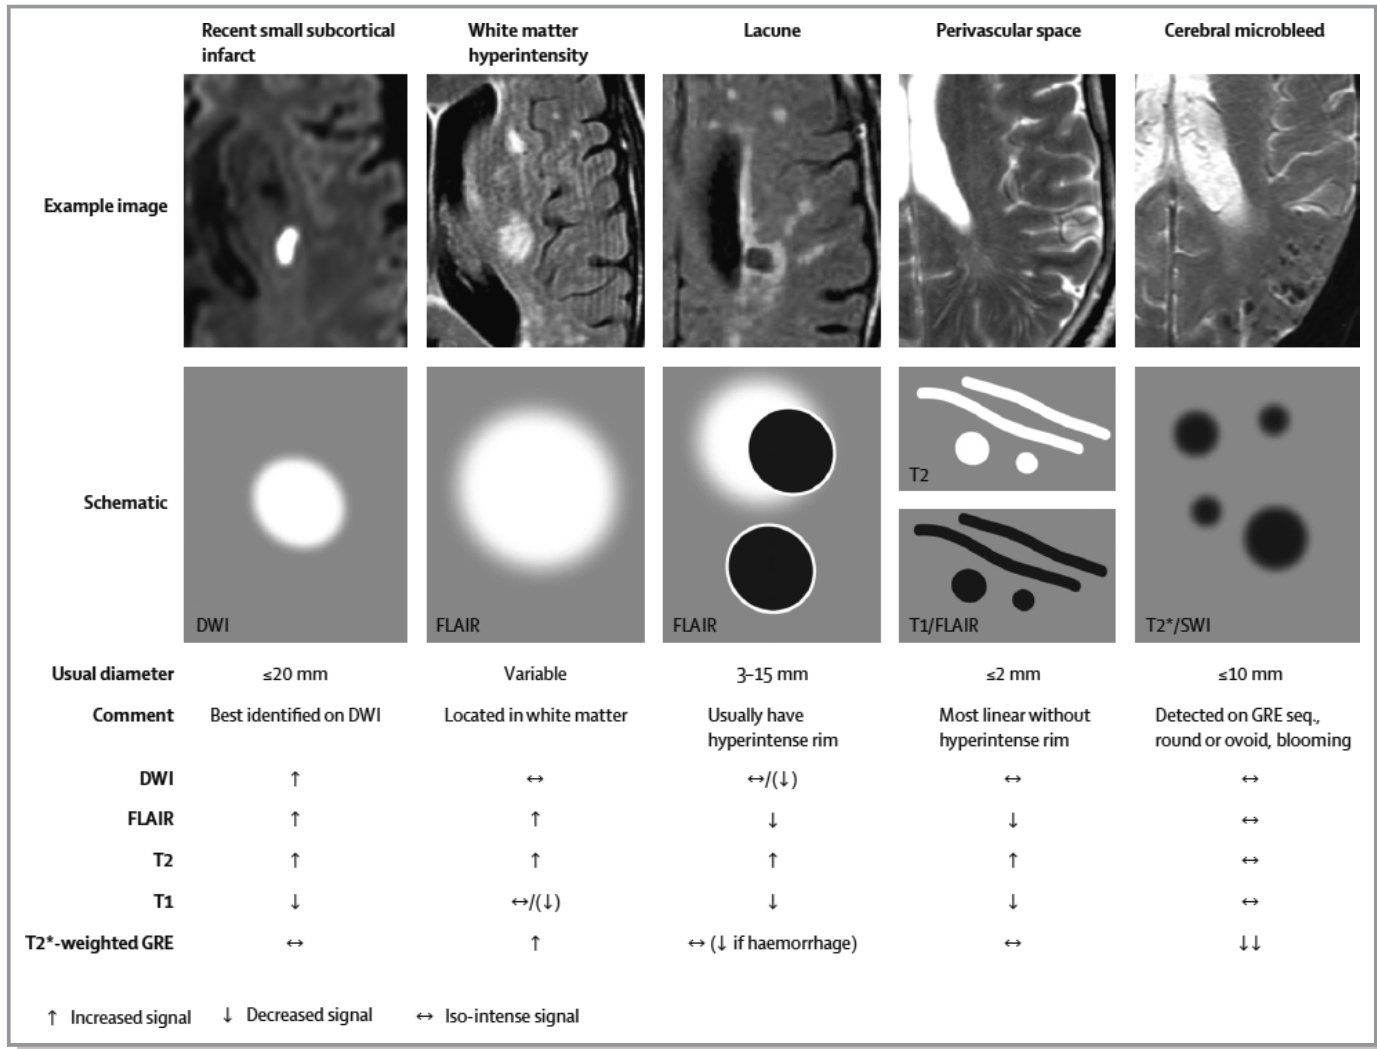 Recent small subcortical infarct
White matter hyperintensity
Lacune
Perivascular space
Cerebral microbleed
Example image
Schematic
DWI
FLAIR
FLAIR
T2
T1/FLAIR
T2*/SWI
Usual diameter ≤20 mm Variable 3–15 mm ≤2 mm ≤10 mm
Comment Best identified on DWI Located in white matter Usually have hyperintense rim Most linear without hyperintense rim Detected on GRE seq., round or ovoid, blooming
DWI ↑ ↔ ↔/(↓) ↔ ↔
FLAIR ↑ ↑ ↓ ↓ ↔
T2 ↑ ↑ ↑ ↑ ↔
T1 ↓ ↔/(↓) ↓ ↓ ↔
T2*-weighted GRE ↔ ↑ ↔ (↓ if haemorrhage) ↔ ↓↓
↑ Increased signal ↓ Decreased signal ↔ Iso-intense signal